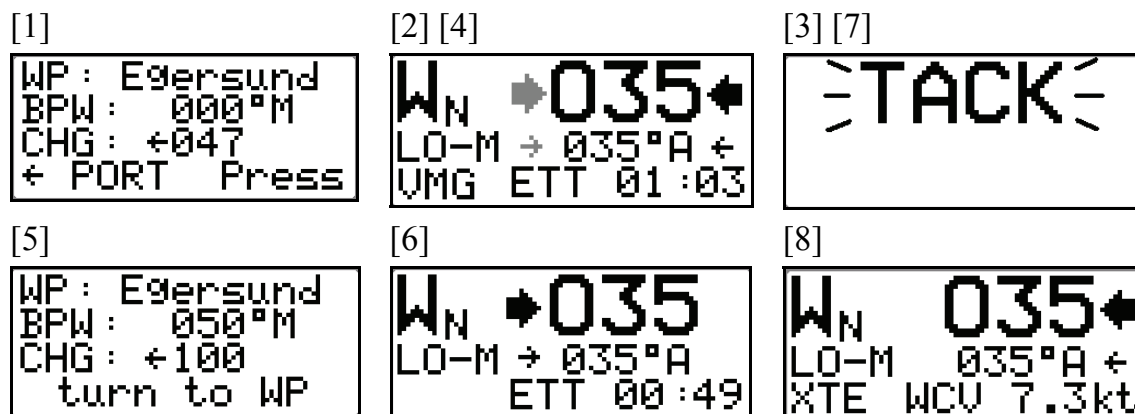 [1]
WP: Egersund
BPW: 000°M
CHG: ←047
← PORT Press
[2] [4]
WN ➡035⬅
LO-M → 035°A ←
VMG ETT 01:03
[3] [7]
TACK
[5]
WP: Egersund
BPW: 050°M
CHG: ←100
turn to WP
[6]
WN ➡035
LO-M → 035°A
ETT 00:49
[8]
WN 035⬅
LO-M 035°A ←
XTE WCV 7.3kt